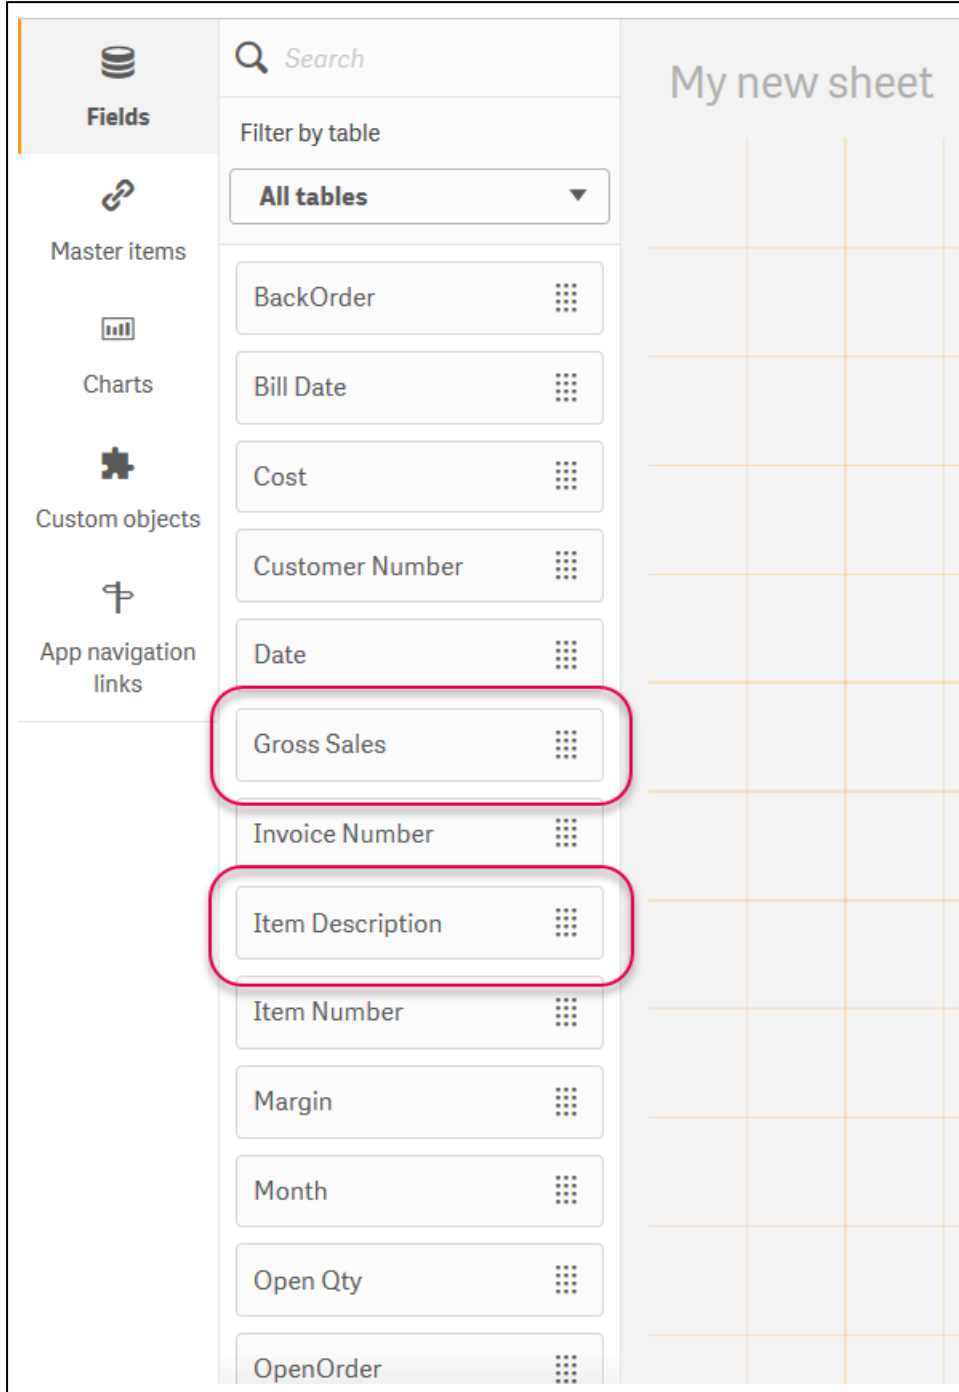 Fields
Master items
Charts
Custom objects
App navigation
links
Search
Filter by table
All tables
BackOrder
Bill Date
Cost
Customer Number
Date
Gross Sales
Invoice Number
Item Description
Item Number
Margin
Month
Open Qty
OpenOrder
My new sheet